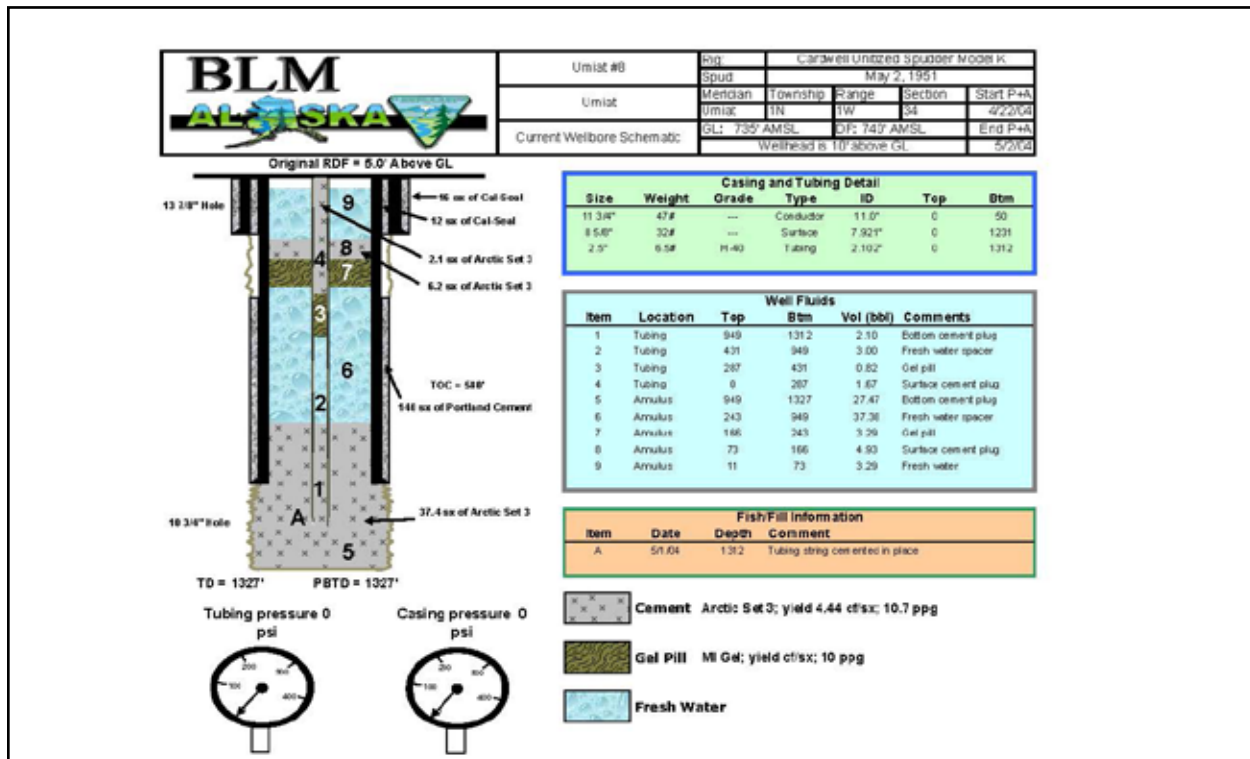 BLM
ALASKA
Umiat #8
Umiat
Current Wellbore Schematic
Rig: Cardwell Unitized Spudder Model K
Spud: May 2, 1951
Meridian Township Range Section Start P+A
Umiat 1N 1W 34 4/22/04
GL: 735' AMSL DF: 740' AMSL End P+A
Wellhead is 10' above GL 5/2/04
Original RDF = 5.0' Above GL
13 7/8" Hole
16 sx of Cal-Seal
12 sx of Cal-Seal
2.1 sx of Arctic Set 3
6.2 sx of Arctic Set 3
9
8
4
7
3
6
2
TOC = 580'
146 sx of Portland Cement
1
A
5
10 3/4" Hole
37.4 sx of Arctic Set 3
TD = 1327' PBTD = 1327'
Tubing pressure 0
psi
Casing pressure 0
psi
100 200 300 400
100 200 300 400
Casing and Tubing Detail
Size Weight Grade Type ID Top Btm
11 3/4" 47# --- Conductor 11.0" 0 50
8 5/8" 32# --- Surface 7.921" 0 1231
2.5" 6.5# H-40 Tubing 2.102" 0 1312
Well Fluids
Item Location Top Btm Vol (bbl) Comments
1 Tubing 949 1312 2.10 Bottom cement plug
2 Tubing 431 949 3.00 Fresh water spacer
3 Tubing 287 431 0.82 Gel pill
4 Tubing 0 287 1.67 Surface cement plug
5 Annulus 949 1327 27.47 Bottom cement plug
6 Annulus 243 949 37.36 Fresh water spacer
7 Annulus 166 243 3.29 Gel pill
8 Annulus 73 166 4.93 Surface cement plug
9 Annulus 11 73 3.29 Fresh water
Fish/Fill Information
Item Date Depth Comment
A 5/1/04 1312 Tubing string cemented in place
Cement Arctic Set 3; yield 4.44 cf/sx; 10.7 ppg
Gel Pill MI Gel; yield cf/sx; 10 ppg
Fresh Water